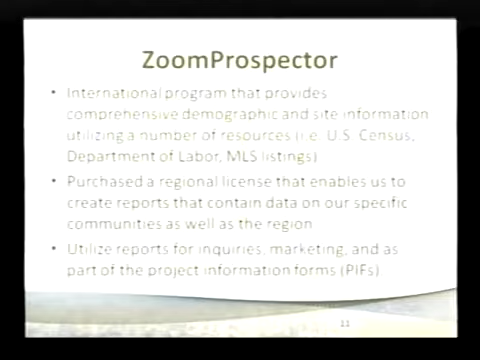 ZoomProspector
• International program that provides
comprehensive demographic and site information
utilizing a number of resources (i.e. U.S. Census,
Department of Labor, MLS listings)
• Purchased a regional license that enables us to
create reports that contain data on our specific
communities as well as the region
• Utilize reports for inquiries, marketing, and as
part of the project information forms (PIFs)
11